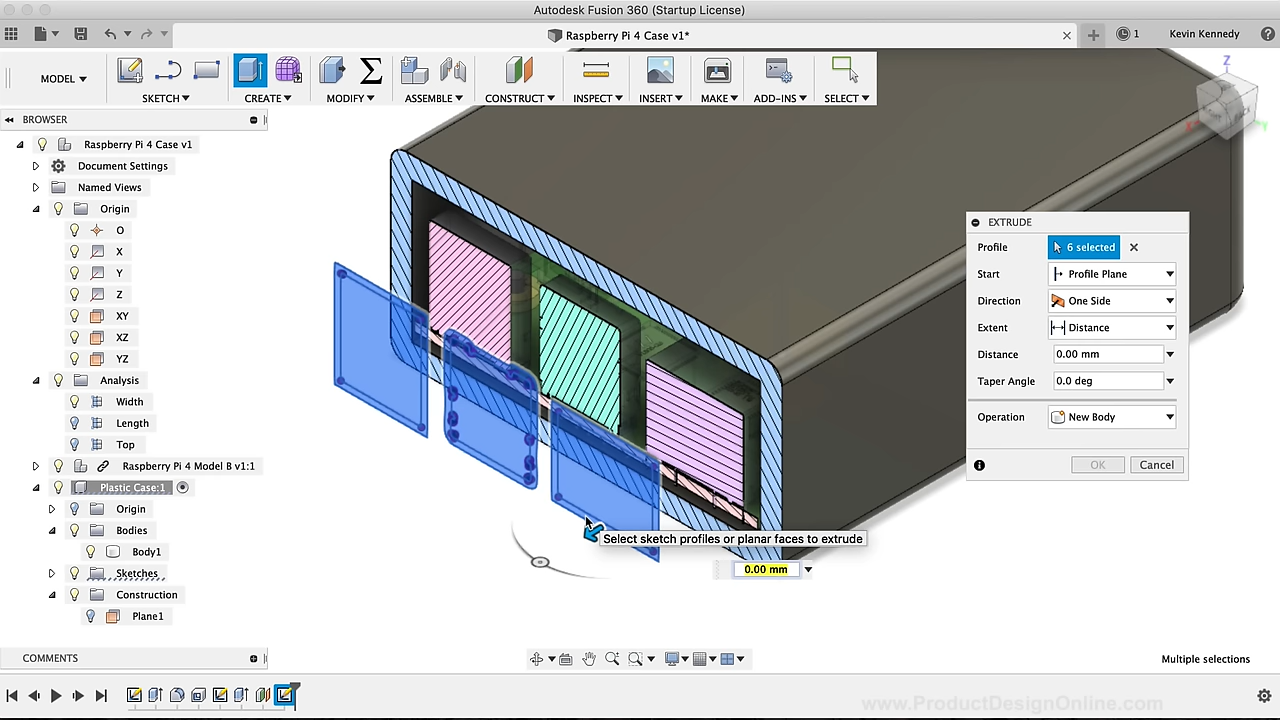 Autodesk Fusion 360 (Startup License)
Raspberry Pi 4 Case v1*
1
Kevin Kennedy
MODEL
SKETCH
CREATE
MODIFY
ASSEMBLE
CONSTRUCT
INSPECT
INSERT
MAKE
ADD-INS
SELECT
Z
X
Y
BROWSER
Raspberry Pi 4 Case v1
Document Settings
Named Views
Origin
O
X
Y
Z
XY
XZ
YZ
Analysis
Width
Length
Top
Raspberry Pi 4 Model B v1:1
Plastic Case:1
Origin
Bodies
Body1
Sketches
Construction
Plane1
EXTRUDE
Profile 6 selected
Start Profile Plane
Direction One Side
Extent Distance
Distance 0.00 mm
Taper Angle 0.0 deg
Operation New Body
OK Cancel
Select sketch profiles or planar faces to extrude
0.00 mm
COMMENTS
Multiple selections
www.ProductDesignOnline.com